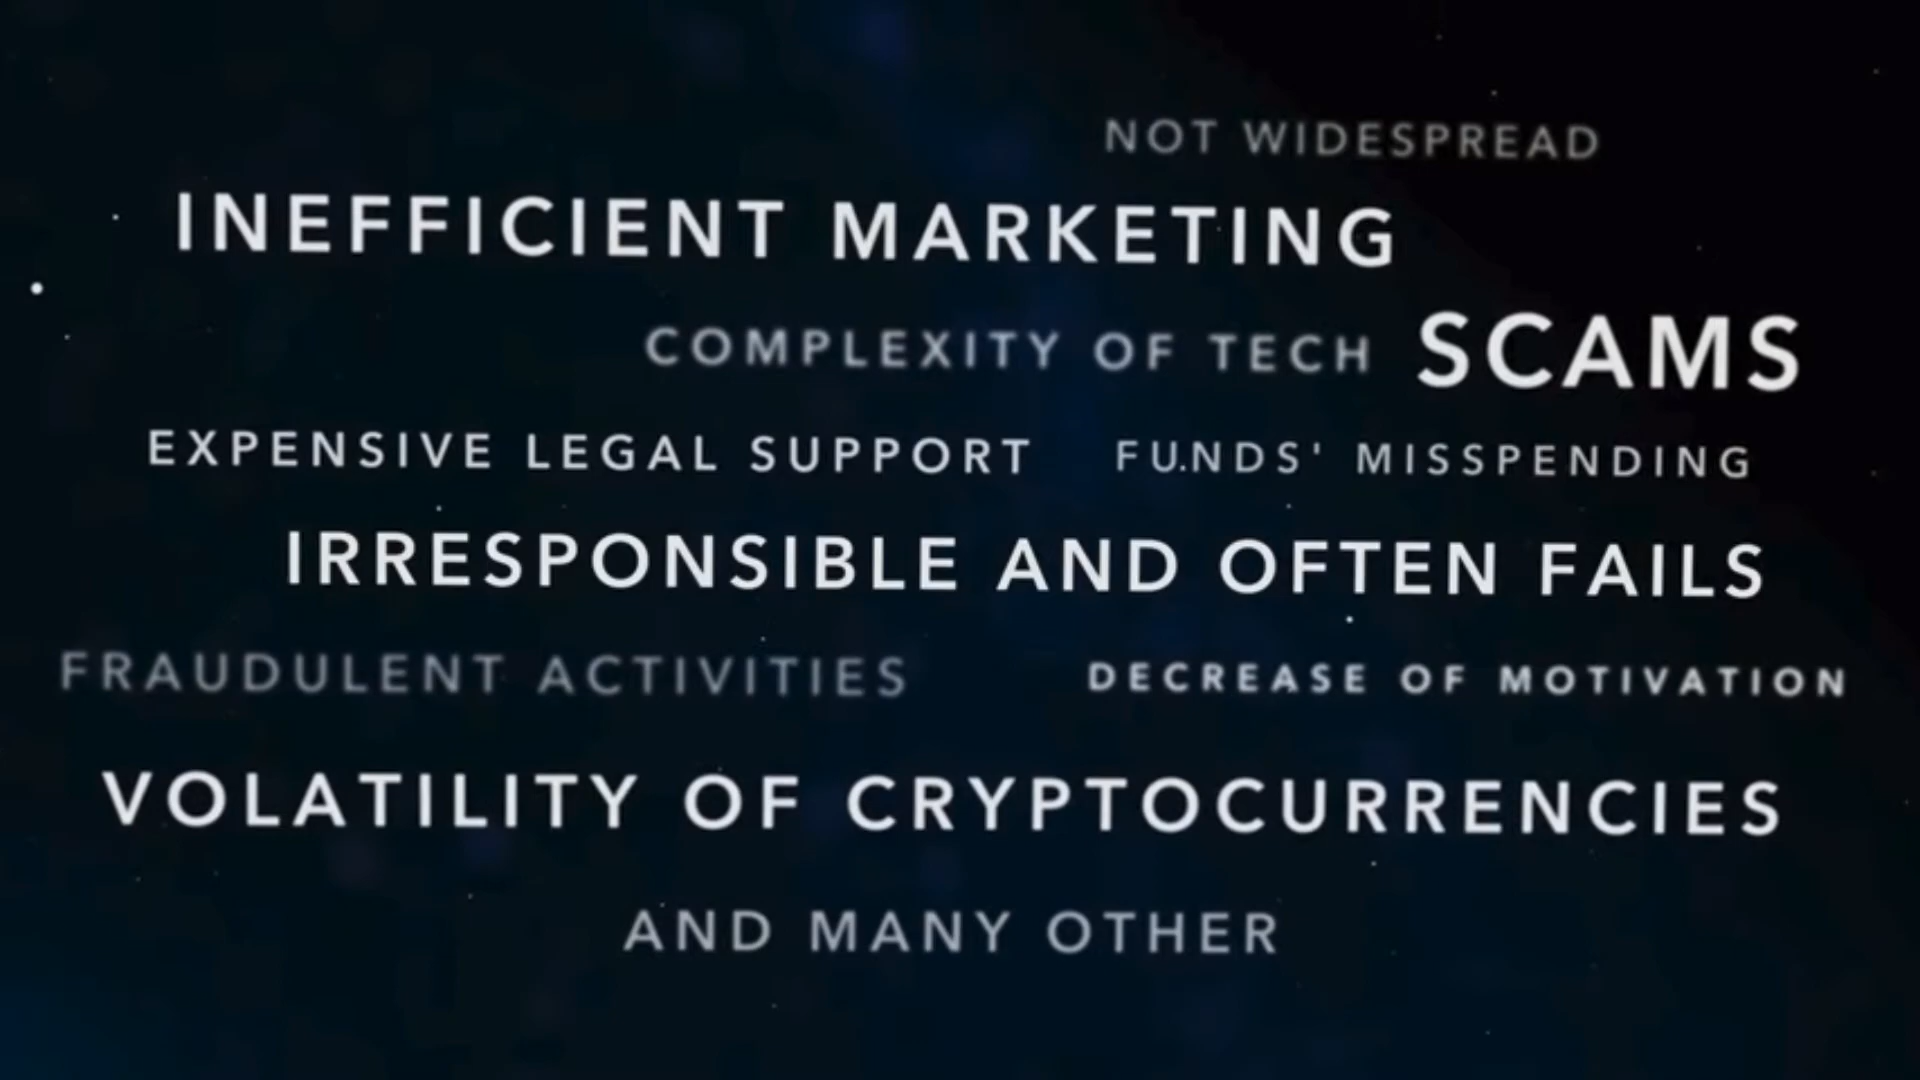 NOT WIDESPREAD
INEFFICIENT MARKETING
COMPLEXITY OF TECH SCAMS
EXPENSIVE LEGAL SUPPORT FUNDS' MISSPENDING
IRRESPONSIBLE AND OFTEN FAILS
FRAUDULENT ACTIVITIES DECREASE OF MOTIVATION
VOLATILITY OF CRYPTOCURRENCIES
AND MANY OTHER